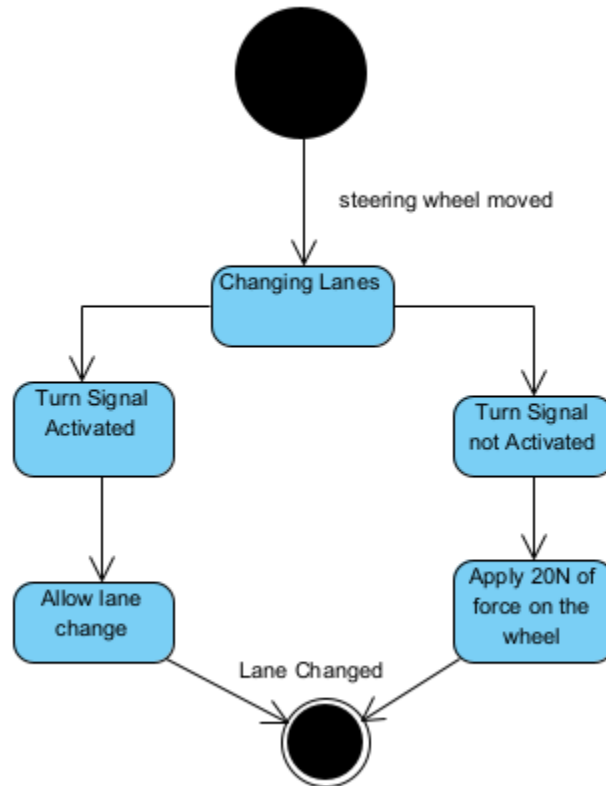 steering wheel moved
Changing Lanes
Turn Signal
Activated
Turn Signal
not Activated
Allow lane
change
Apply 20N of
force on the
wheel
Lane Changed